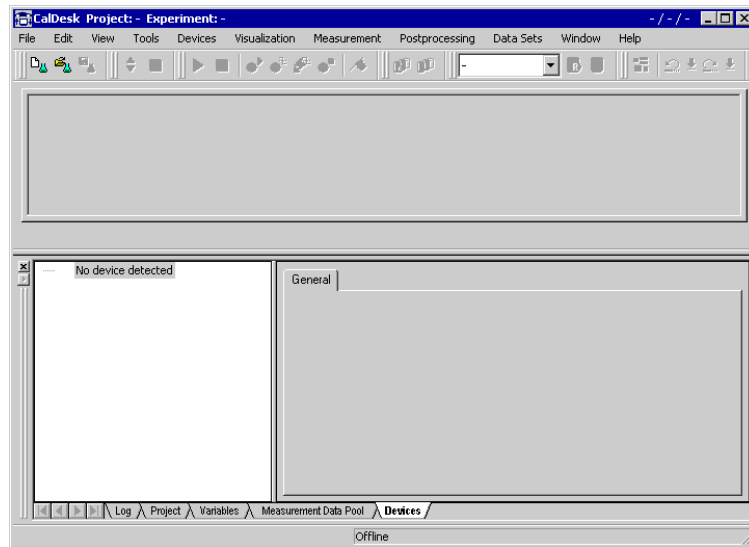 CalDesk Project: - Experiment: - - / - / -
File Edit View Tools Devices Visualization Measurement Postprocessing Data Sets Window Help
-
No device detected
General
Log Project Variables Measurement Data Pool Devices
Offline